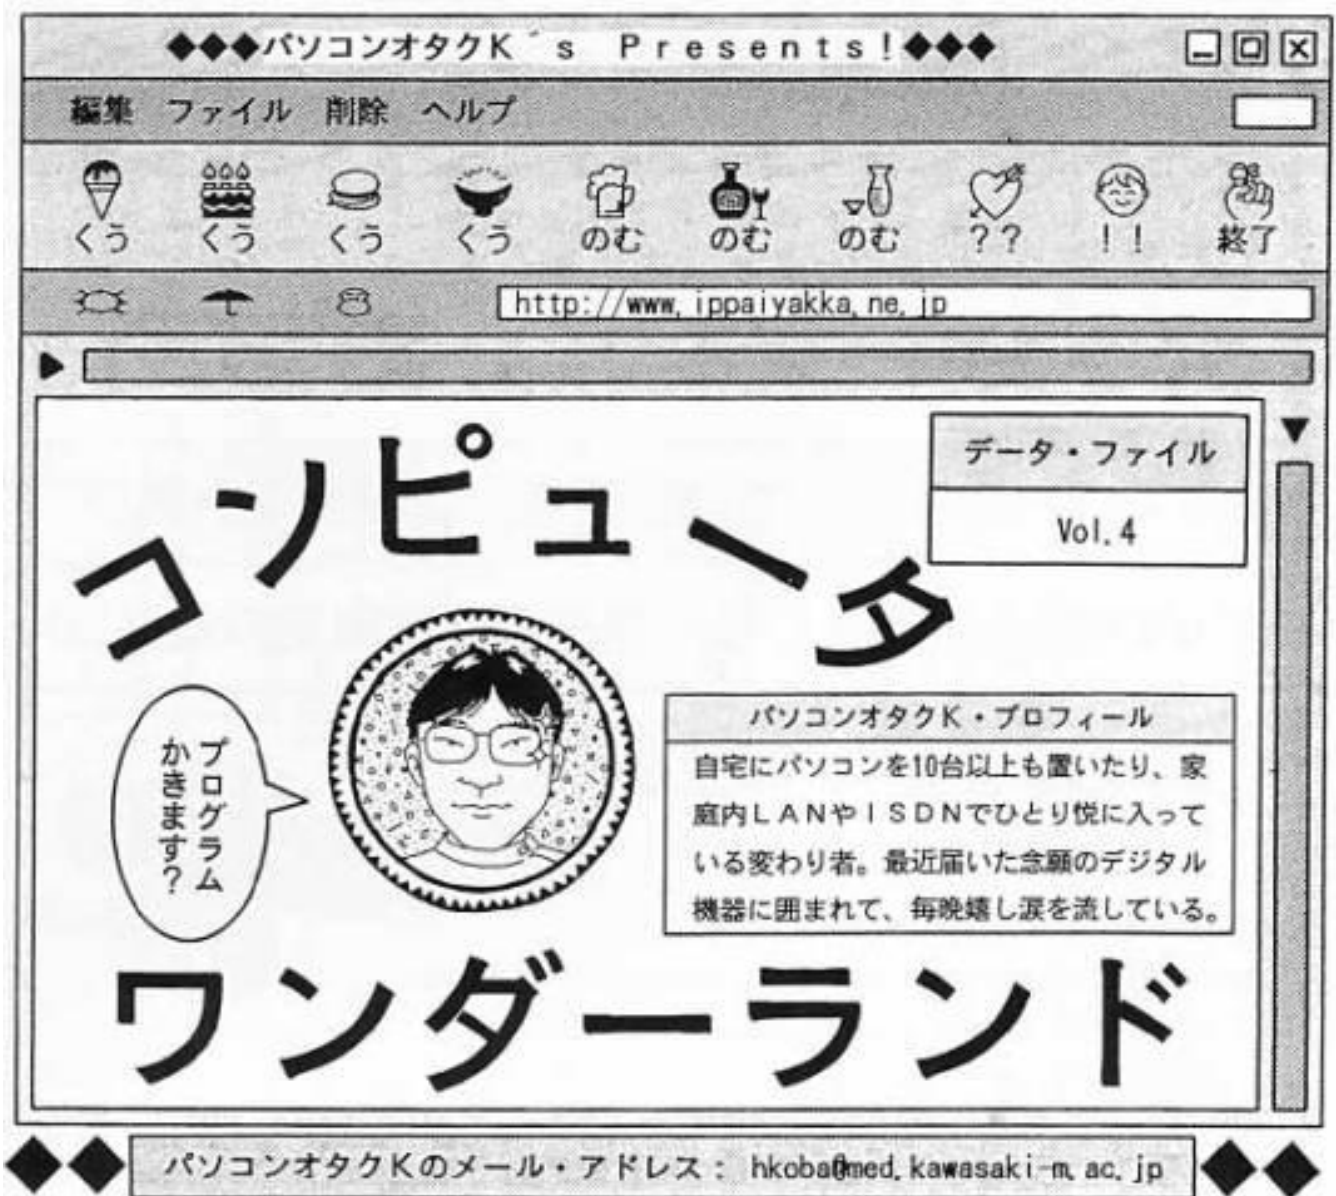 ◆◆◆パソコンオタクK´s Presents!◆◆◆
編集 ファイル 削除 ヘルプ
くう くう くう くう のむ のむ のむ ?? !! 終了
http://www.ippaiyakka.ne.jp
データ・ファイル
Vol.4
コンピュータ
プログラム
かきます?
パソコンオタクK・プロフィール
自宅にパソコンを10台以上も置いたり、家
庭内LANやISDNでひとり悦に入って
いる変わり者。最近届いた念願のデジタル
機器に囲まれて、毎晩嬉し涙を流している。
ワンダーランド
パソコンオタクKのメール・アドレス: hkoba@med.kawasaki-m.ac.jp